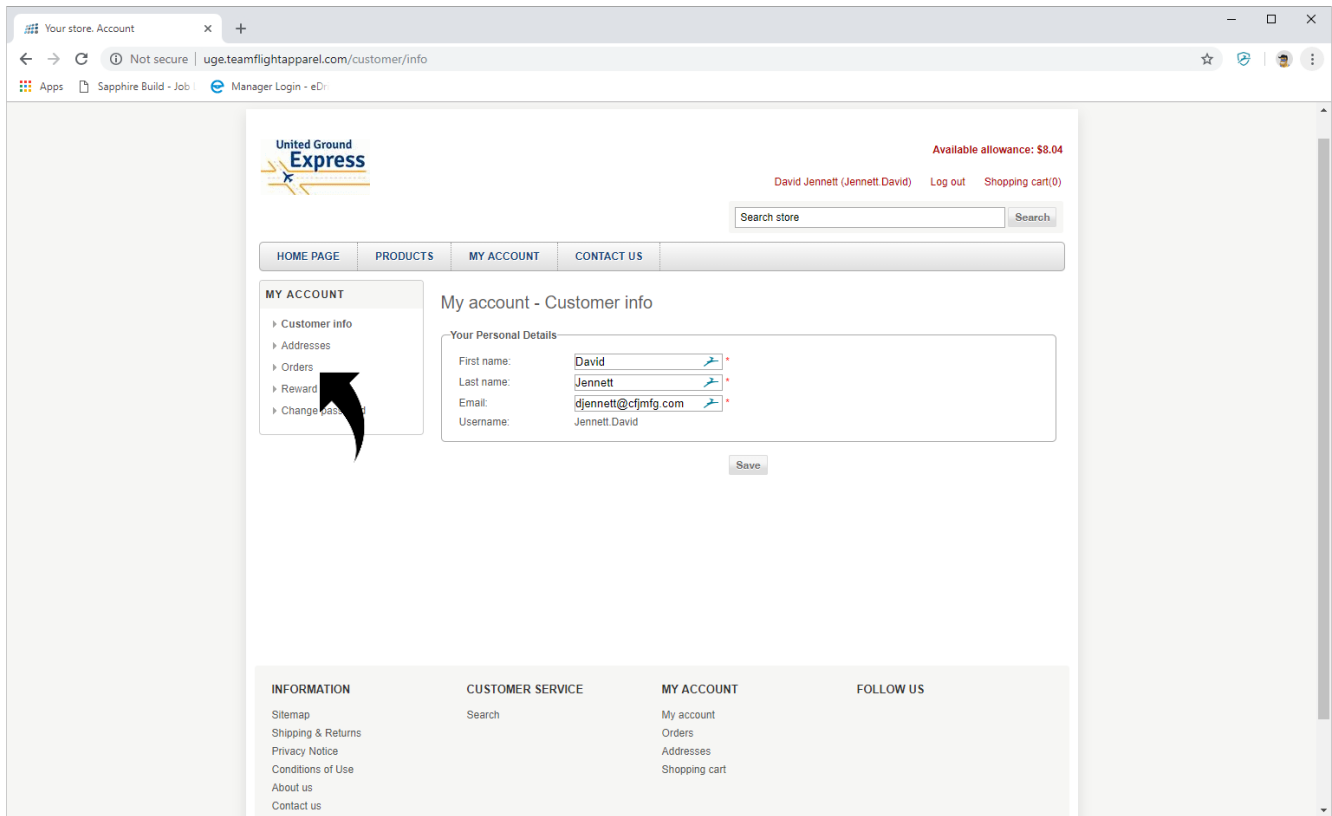 Your store. Account
Not secure | uge.teamflightapparel.com/customer/info
Apps Sapphire Build - Job Manager Login - eDri
United Ground
Express
Available allowance: $8.04
David Jennett (Jennett.David) Log out Shopping cart(0)
Search store Search
HOME PAGE PRODUCTS MY ACCOUNT CONTACT US
MY ACCOUNT
Customer info
Addresses
Orders
Reward
Change
My account - Customer info
Your Personal Details
First name: David *
Last name: Jennett *
Email: djennett@cfjmfg.com *
Username: Jennett.David
Save
INFORMATION CUSTOMER SERVICE MY ACCOUNT FOLLOW US
Sitemap Search My account
Shipping & Returns Orders
Privacy Notice Addresses
Conditions of Use Shopping cart
About us
Contact us